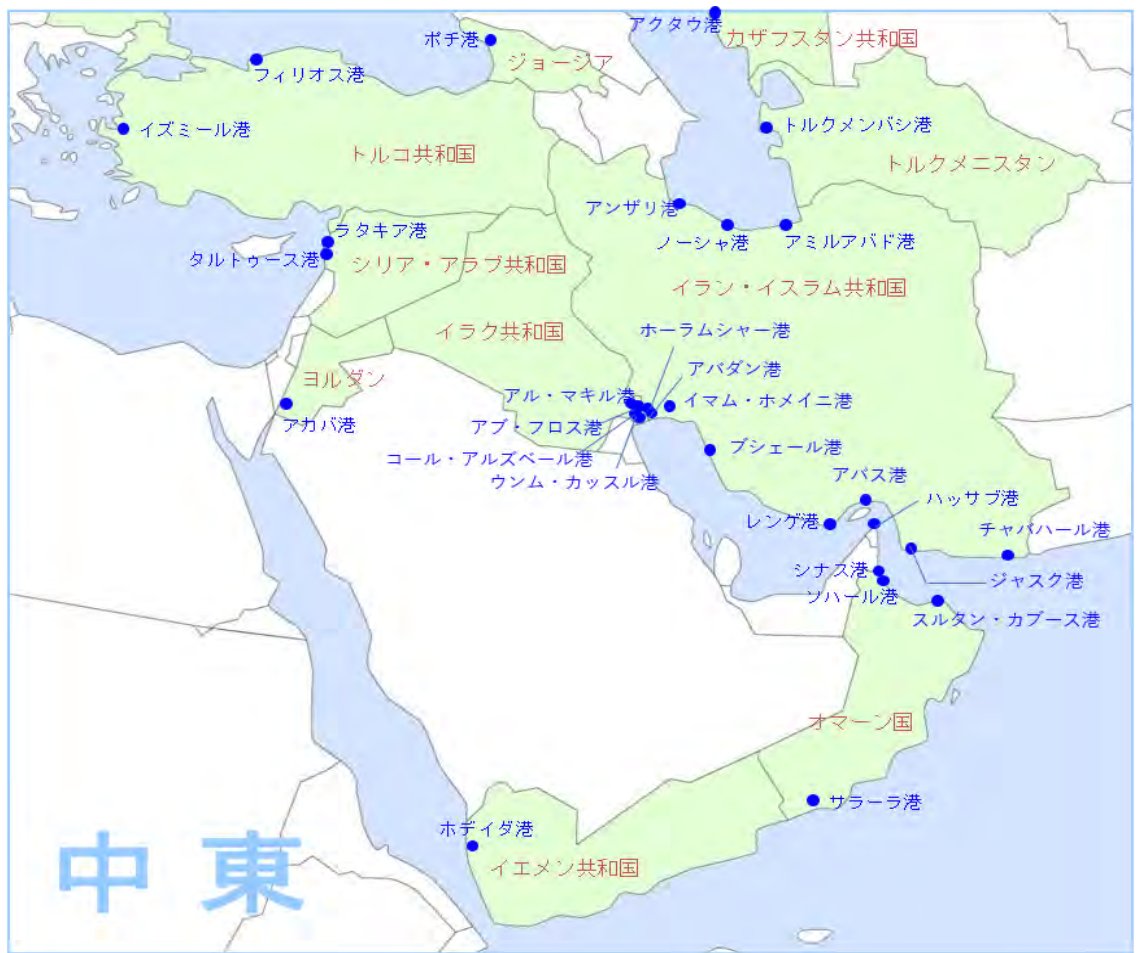 アクタウ港
ポチ港
カザフスタン共和国
ジョージア
フィリオス港
イズミール港
トルクメンバシ港
トルコ共和国
トルクメニスタン
アンザリ港
ラタキア港
ノーシャ港
アミルアバド港
タルトゥース港
シリア・アラブ共和国
イラン・イスラム共和国
イラク共和国
ホーラムシャー港
アバダン港
ヨルダン
アル・マキル港
イマム・ホメイニ港
アカバ港
アブ・フロス港
ブシェール港
コール・アルズベール港
ウンム・カッスル港
アバス港
ハッサブ港
レンゲ港
チャバハール港
シナス港
ジャスク港
ソハール港
スルタン・カブース港
オマーン国
サラーラ港
ホデイダ港
イエメン共和国
中東